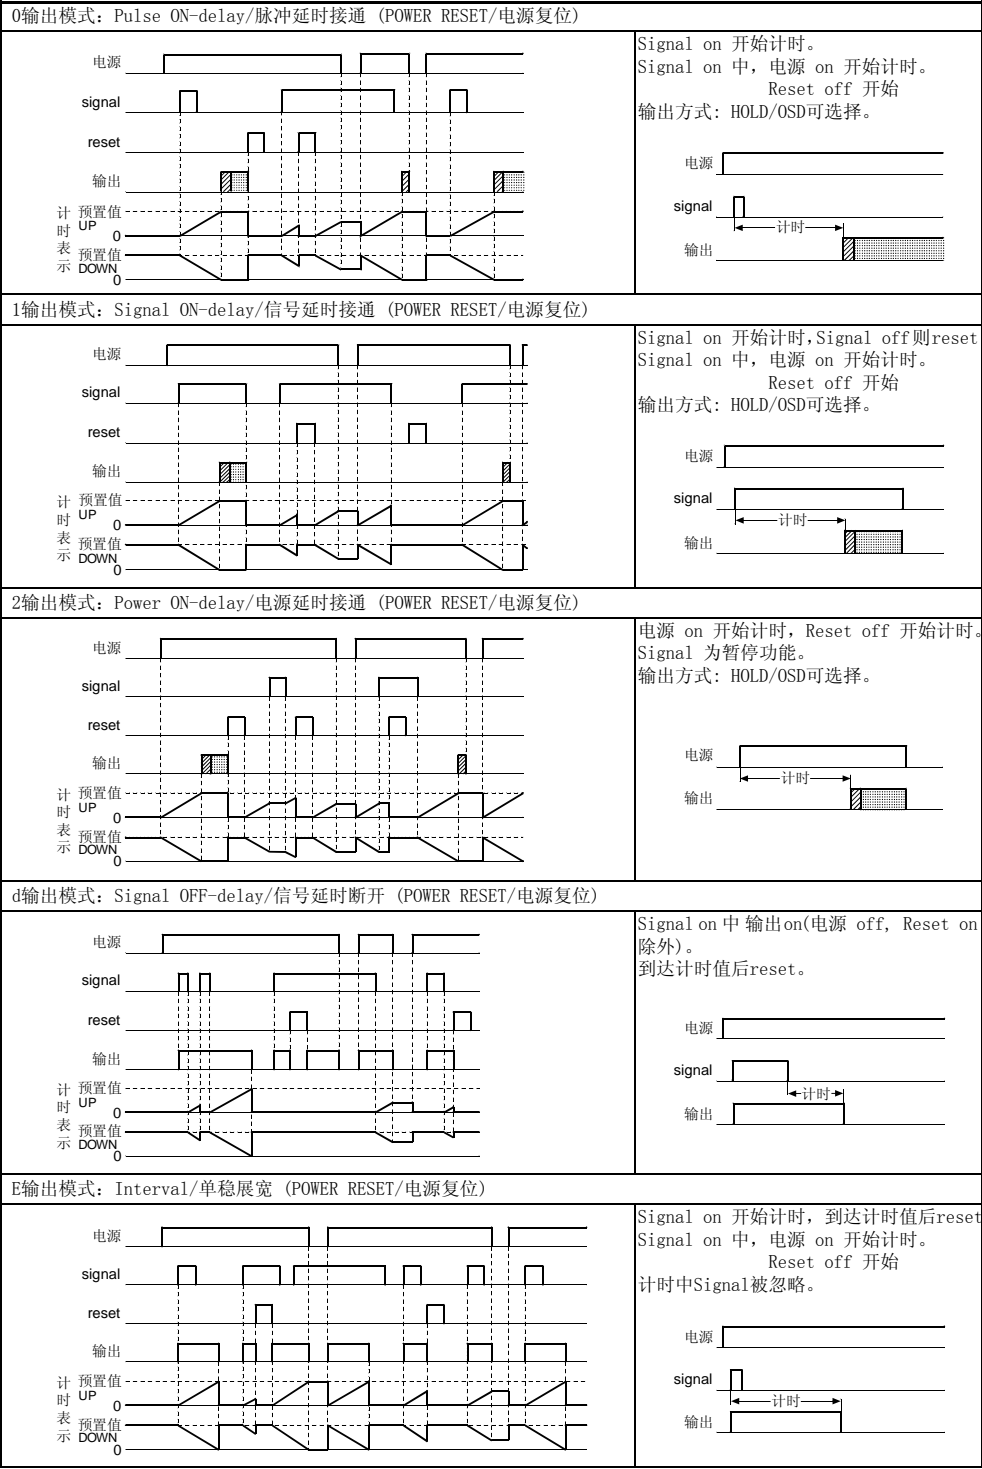 0输出模式: Pulse ON-delay/脉冲延时接通 (POWER RESET/电源复位)
电源
signal
reset
输出
计时表示
预置值
UP
0
预置值
DOWN
0
Signal on 开始计时。
Signal on 中, 电源 on 开始计时。
Reset off 开始
输出方式: HOLD/OSD可选择。
电源
signal
计时
输出
1输出模式: Signal ON-delay/信号延时接通 (POWER RESET/电源复位)
电源
signal
reset
输出
计时表示
预置值
UP
0
预置值
DOWN
0
Signal on 开始计时,Signal off则reset
Signal on 中, 电源 on 开始计时。
Reset off 开始
输出方式: HOLD/OSD可选择。
电源
signal
计时
输出
2输出模式: Power ON-delay/电源延时接通 (POWER RESET/电源复位)
电源
signal
reset
输出
计时表示
预置值
UP
0
预置值
DOWN
0
电源 on 开始计时, Reset off 开始计时。
Signal 为暂停功能。
输出方式: HOLD/OSD可选择。
电源
计时
输出
d输出模式: Signal OFF-delay/信号延时断开 (POWER RESET/电源复位)
电源
signal
reset
输出
计时表示
预置值
UP
0
预置值
DOWN
0
Signal on 中 输出on(电源 off, Reset on
除外)。
到达计时值后reset。
电源
signal
计时
输出
E输出模式: Interval/单稳展宽 (POWER RESET/电源复位)
电源
signal
reset
输出
计时表示
预置值
UP
0
预置值
DOWN
0
Signal on 开始计时, 到达计时值后reset
Signal on 中, 电源 on 开始计时。
Reset off 开始
计时中Signal被忽略。
电源
signal
计时
输出